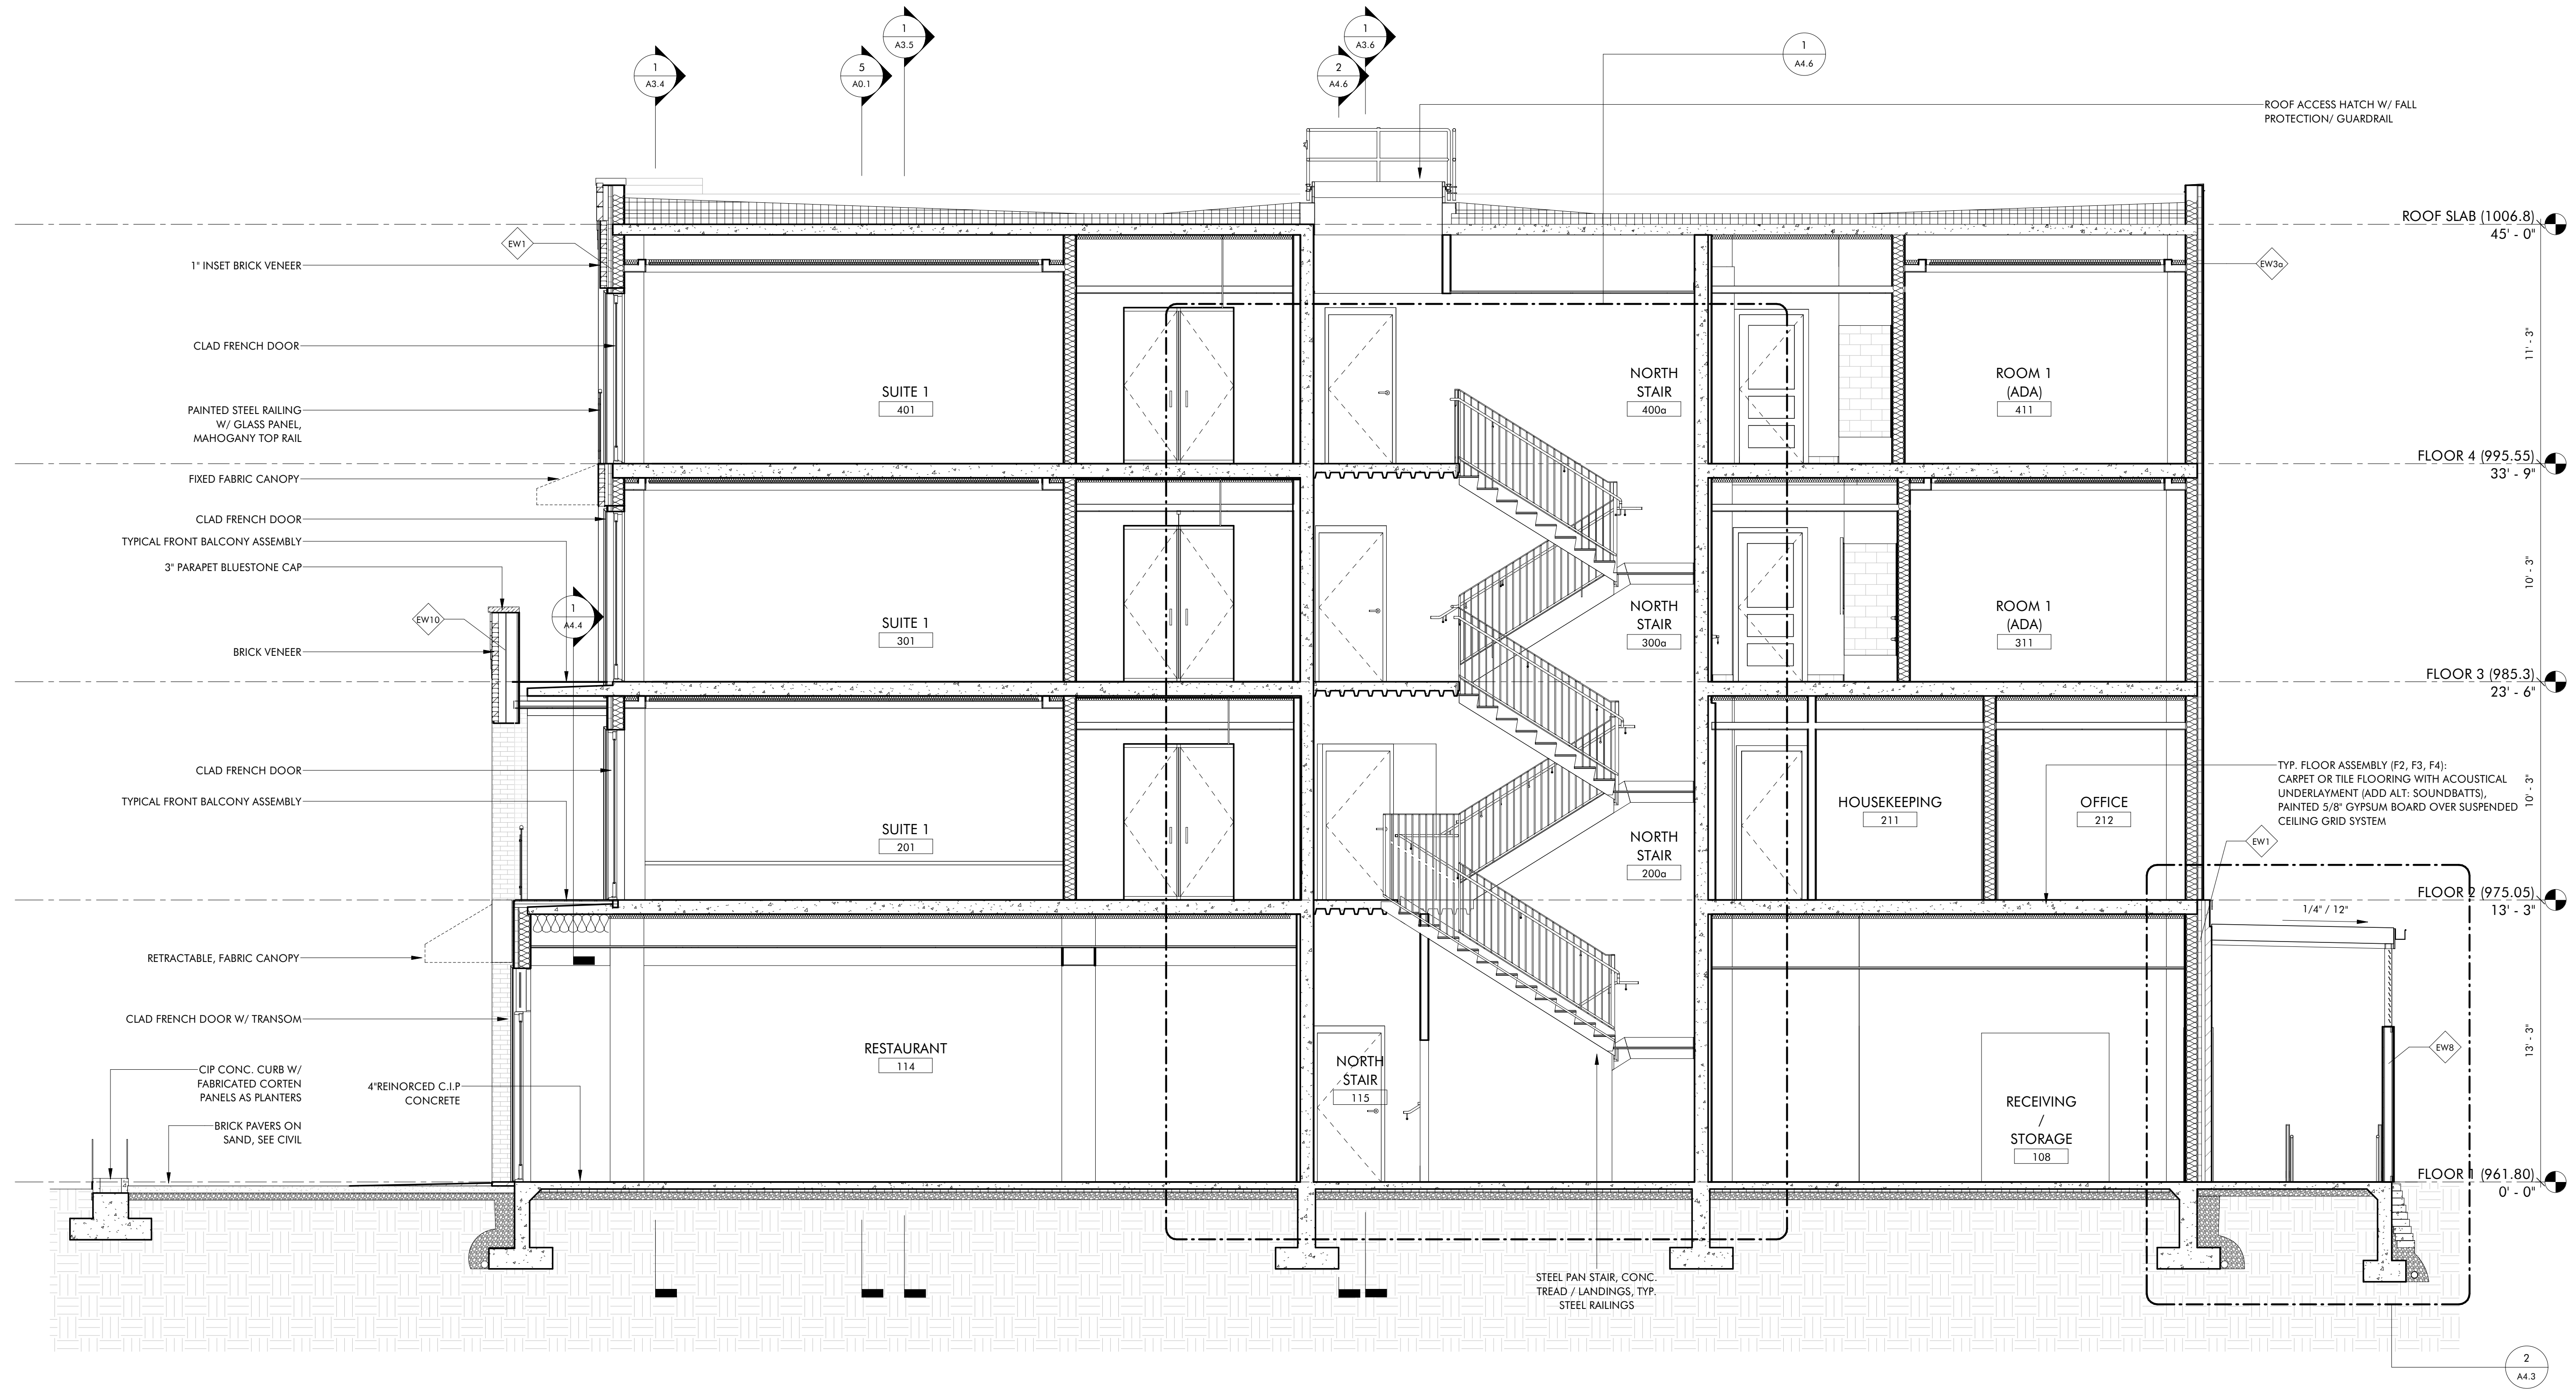 1
A3.5
1
A3.6
1
A3.4
5
A0.1
2
A4.6
1
A4.6
ROOF ACCESS HATCH W/ FALL
PROTECTION/ GUARDRAIL
ROOF SLAB (1006.8)
45' - 0"
EW1
1" INSET BRICK VENEER
EW3a
CLAD FRENCH DOOR
11' - 3"
SUITE 1
401
NORTH
STAIR
400a
ROOM 1
(ADA)
411
PAINTED STEEL RAILING
W/ GLASS PANEL,
MAHOGANY TOP RAIL
FLOOR 4 (995.55)
33' - 9"
FIXED FABRIC CANOPY
CLAD FRENCH DOOR
TYPICAL FRONT BALCONY ASSEMBLY
3" PARAPET BLUESTONE CAP
10' - 3"
1
A4.4
EW10
SUITE 1
301
NORTH
STAIR
300a
ROOM 1
(ADA)
311
BRICK VENEER
FLOOR 3 (985.3)
23' - 6"
CLAD FRENCH DOOR
TYP. FLOOR ASSEMBLY (F2, F3, F4):
CARPET OR TILE FLOORING WITH ACOUSTICAL
UNDERLAYMENT (ADD ALT: SOUNDBATTS),
PAINTED 5/8" GYPSUM BOARD OVER SUSPENDED
CEILING GRID SYSTEM
10' - 3"
TYPICAL FRONT BALCONY ASSEMBLY
SUITE 1
201
NORTH
STAIR
200a
HOUSEKEEPING
211
OFFICE
212
EW1
FLOOR 2 (975.05)
13' - 3"
1/4" / 12"
RETRACTABLE, FABRIC CANOPY
CLAD FRENCH DOOR W/ TRANSOM
RESTAURANT
114
NORTH
STAIR
115
13' - 3"
EW8
CIP CONC. CURB W/
FABRICATED CORTEN
PANELS AS PLANTERS
4"REINORCED C.I.P
CONCRETE
RECEIVING
/
STORAGE
108
BRICK PAVERS ON
SAND, SEE CIVIL
FLOOR 1 (961.80)
0' - 0"
STEEL PAN STAIR, CONC.
TREAD / LANDINGS, TYP.
STEEL RAILINGS
2
A4.3